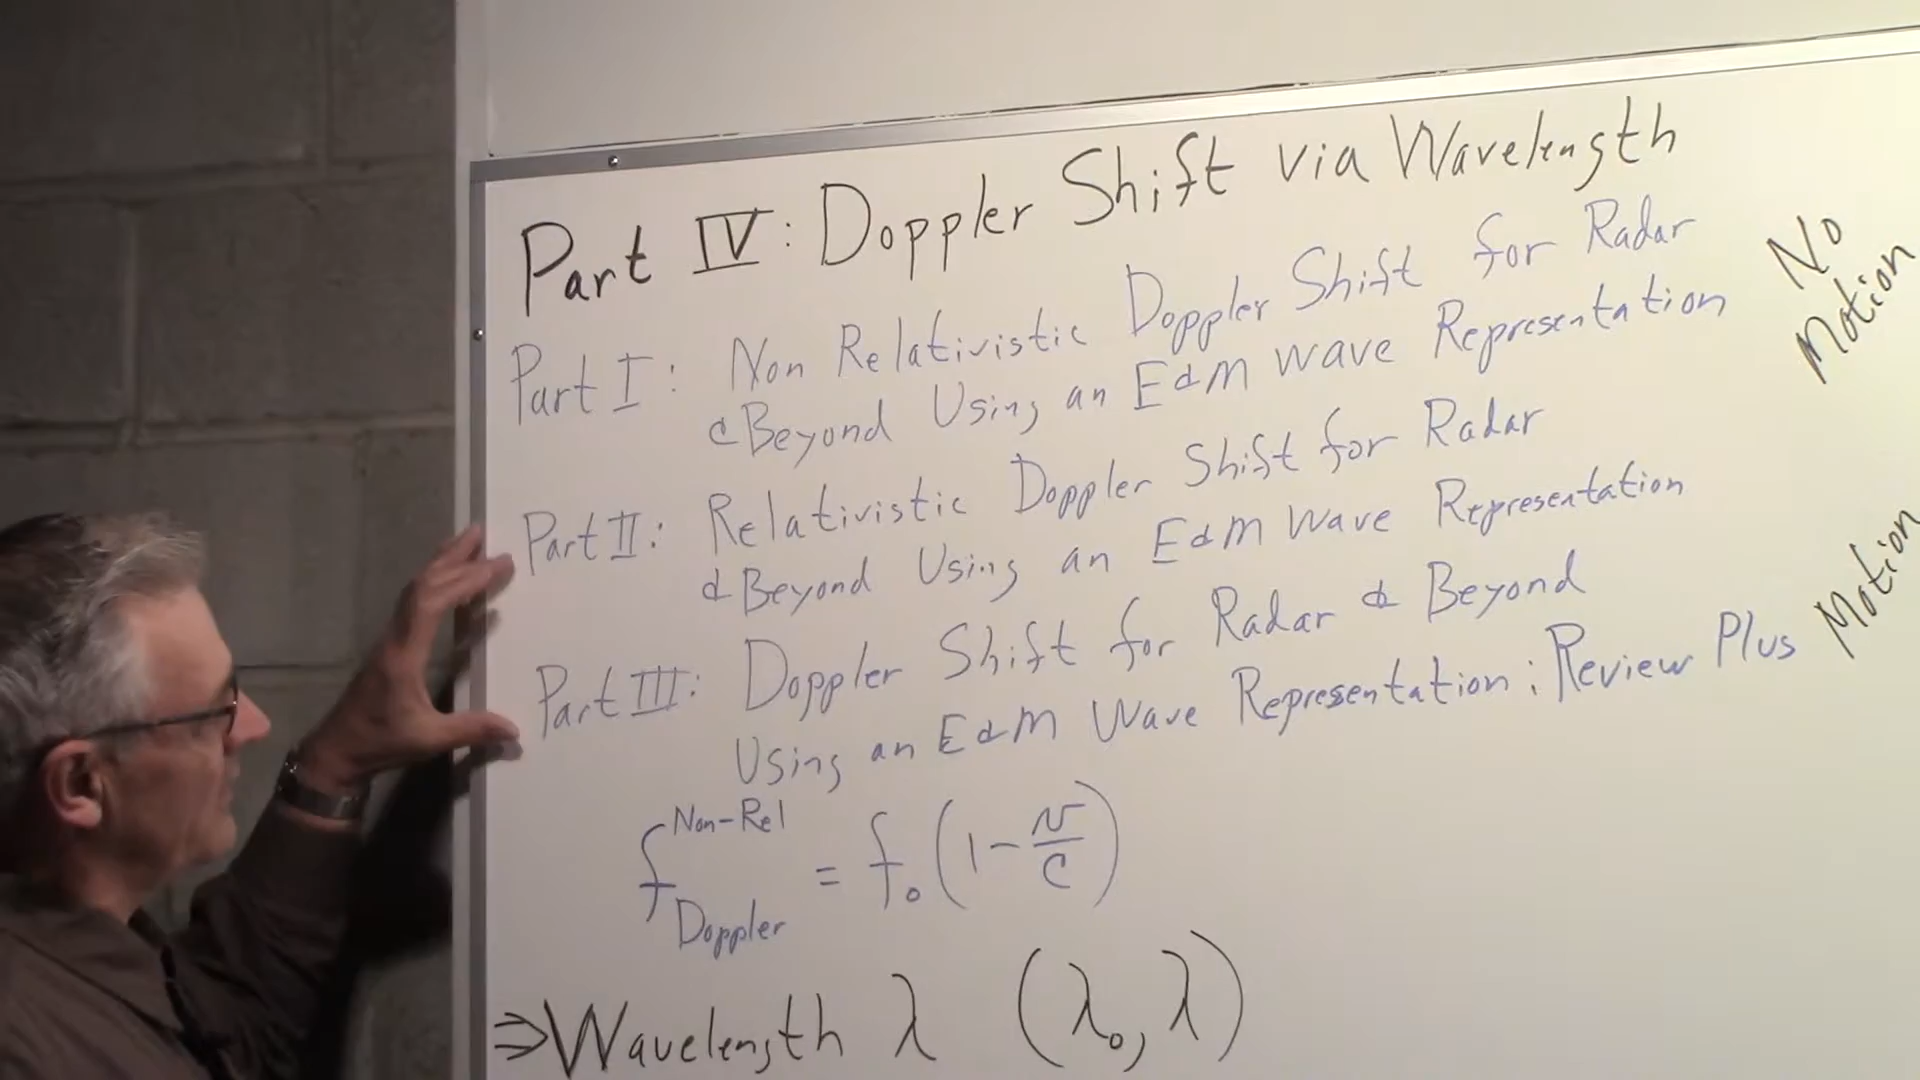 Part IV: Doppler Shift via Wavelength
Part I: Non Relativistic Doppler Shift for Radar
& Beyond Using an E&M Wave Representation
No
Motion
Part II: Relativistic Doppler Shift for Radar
& Beyond Using an E&M Wave Representation
Part III: Doppler Shift for Radar & Beyond
Using an E&M Wave Representation: Review Plus
Motion
f Non-Rel Doppler = f₀ (1 - v/c)
⇒ Wavelength λ (λ₀, λ)